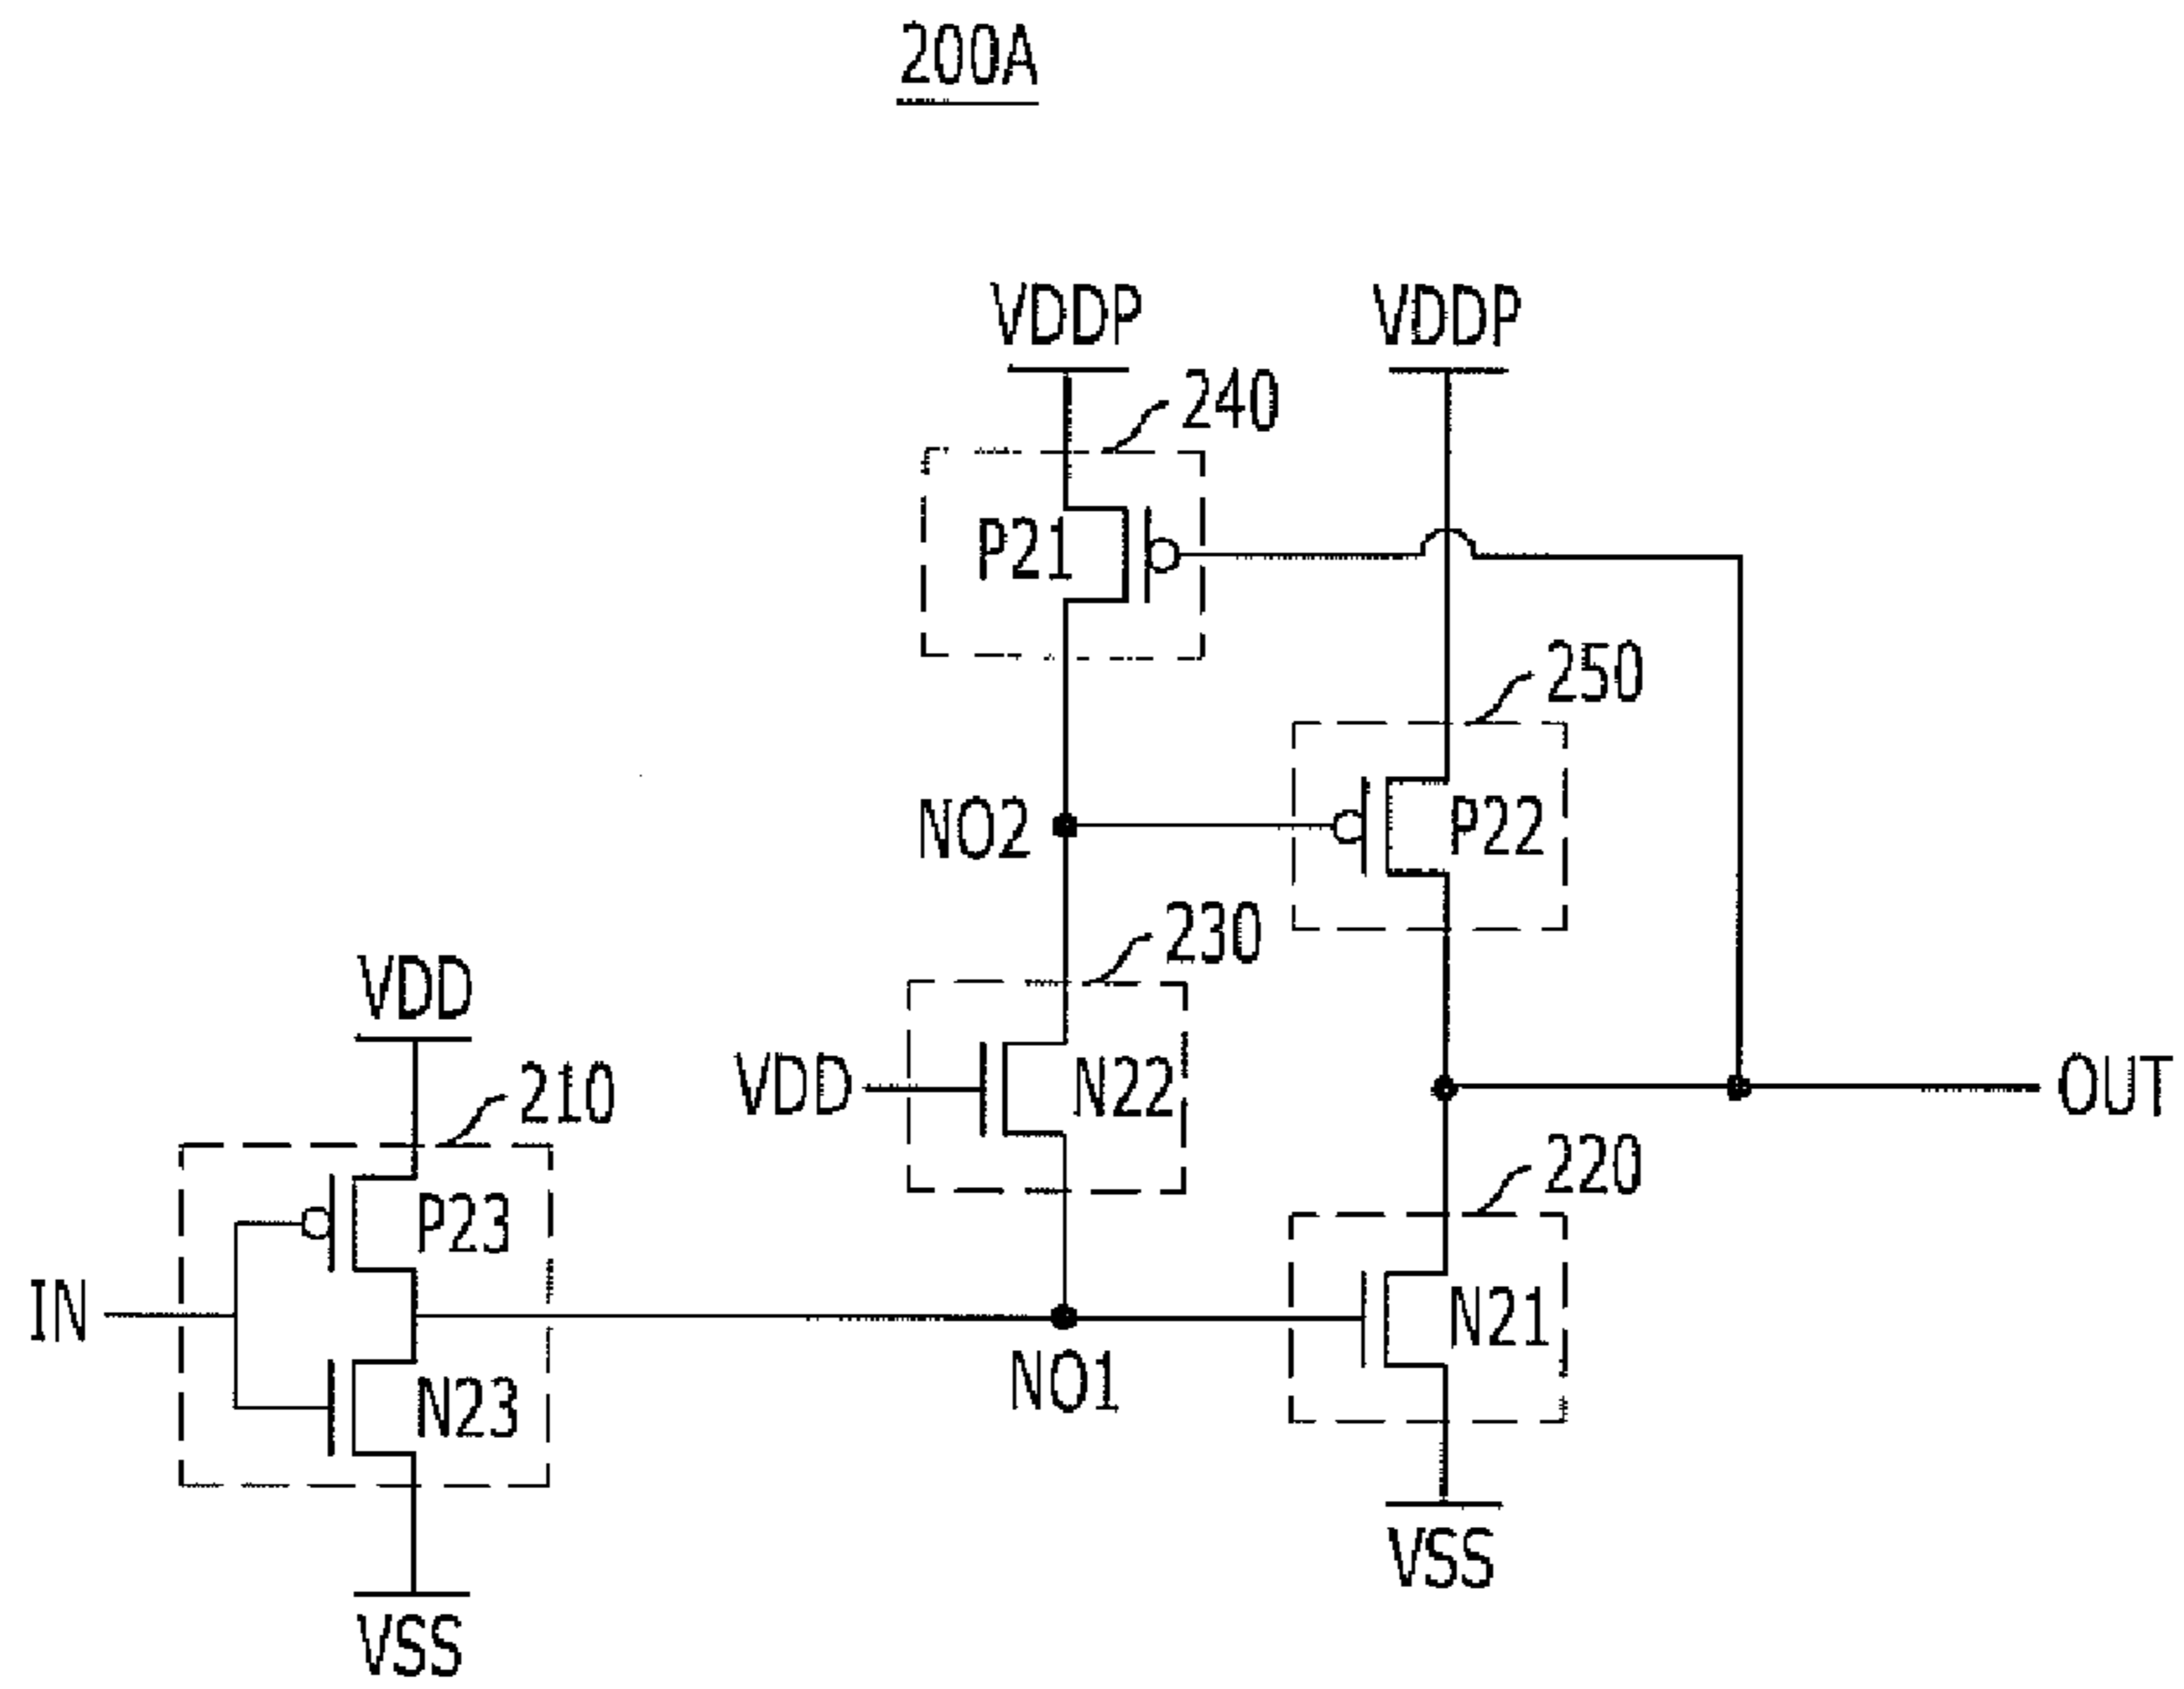 200A
VDDP
VDDP
240
P21
250
NO2
P22
230
VDD
VDD
N22
OUT
210
220
P23
IN
N21
NO1
N23
VSS
VSS